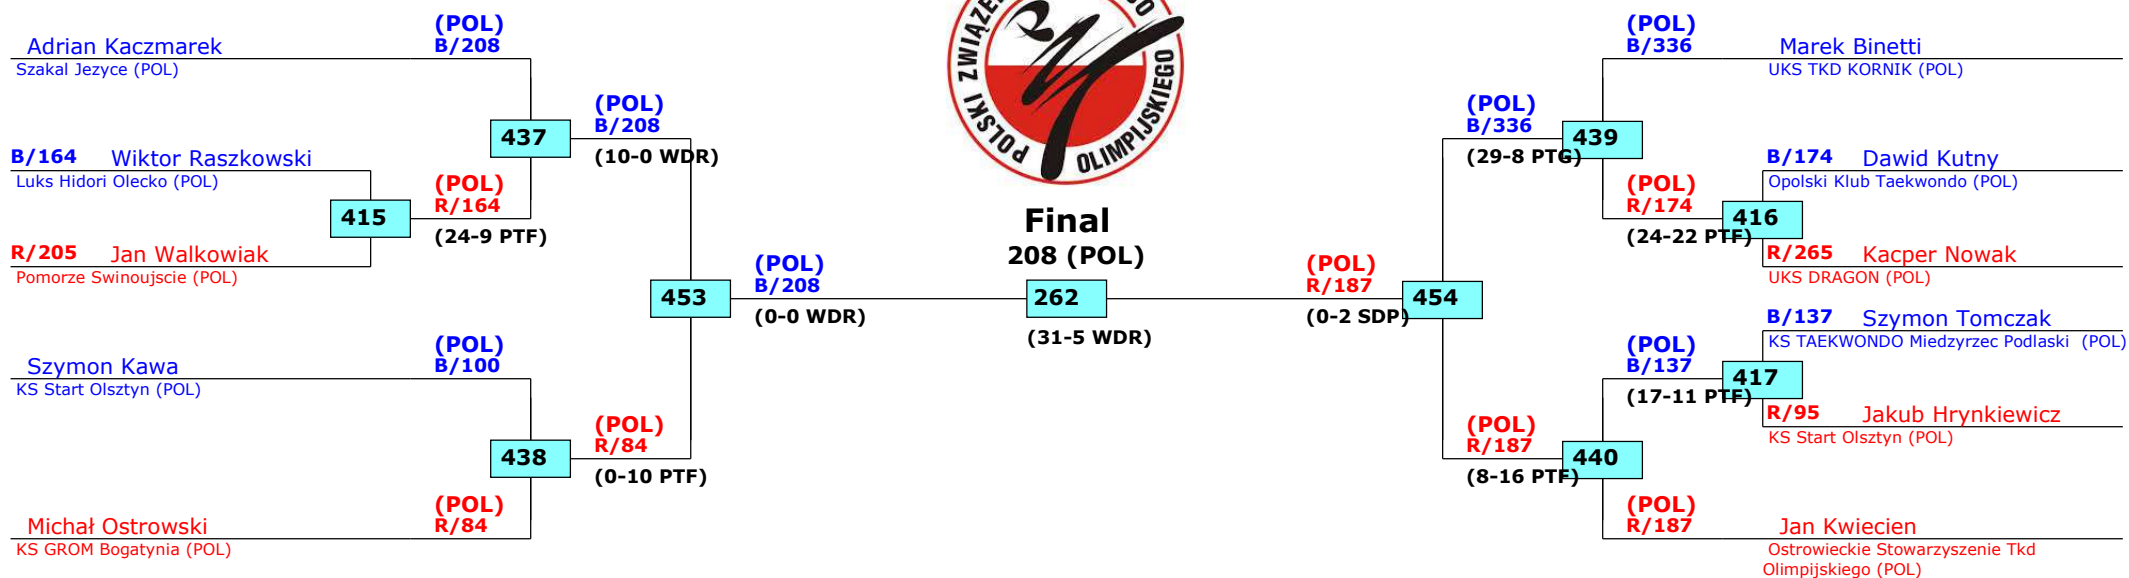 (POL)
B/208
Adrian Kaczmarek
Szakal Jezyce (POL)
437
(POL)
B/208
(10-0 WDR)
B/164 Wiktor Raszkowski
Luks Hidori Olecko (POL)
415
(POL)
R/164
(24-9 PTF)
R/205 Jan Walkowiak
Pomorze Swinoujscie (POL)
453
(POL)
B/208
(0-0 WDR)
(POL)
B/100
Szymon Kawa
KS Start Olsztyn (POL)
438
(POL)
R/84
(0-10 PTF)
(POL)
R/84
Michał Ostrowski
KS GROM Bogatynia (POL)
POLSKI
OLIMPIJSKIEGO
Final
208 (POL)
262
(31-5 WDR)
(POL)
R/187
(0-2 SDP)
454
(POL)
B/336
Marek Binetti
UKS TKD KORNIK (POL)
(POL)
B/336
(29-8 PTG)
439
B/174 Dawid Kutny
Opolski Klub Taekwondo (POL)
(POL)
R/174
(24-22 PTF)
416
R/265 Kacper Nowak
UKS DRAGON (POL)
B/137 Szymon Tomczak
KS TAEKWONDO Miedzyrzec Podlaski (POL)
(POL)
B/137
(17-11 PTF)
417
R/95 Jakub Hrynkiewicz
KS Start Olsztyn (POL)
(POL)
R/187
(8-16 PTF)
440
(POL)
R/187
Jan Kwiecien
Ostrowieckie Stowarzyszenie Tkd
Olimpijskiego (POL)